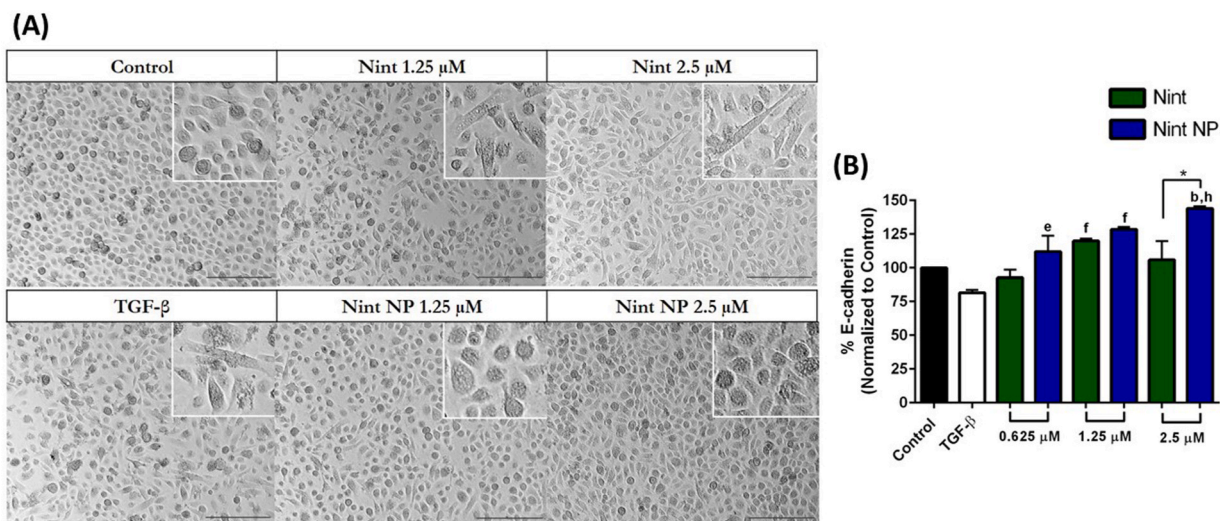 (A)
Control
Nint 1.25 µM
Nint 2.5 µM
TGF-β
Nint NP 1.25 µM
Nint NP 2.5 µM
Nint
Nint NP
(B)
% E-cadherin
(Normalized to Control)
150
125
100
75
50
25
0
e
f
f
*
b,h
Control
TGF-β
0.625 µM
1.25 µM
2.5 µM